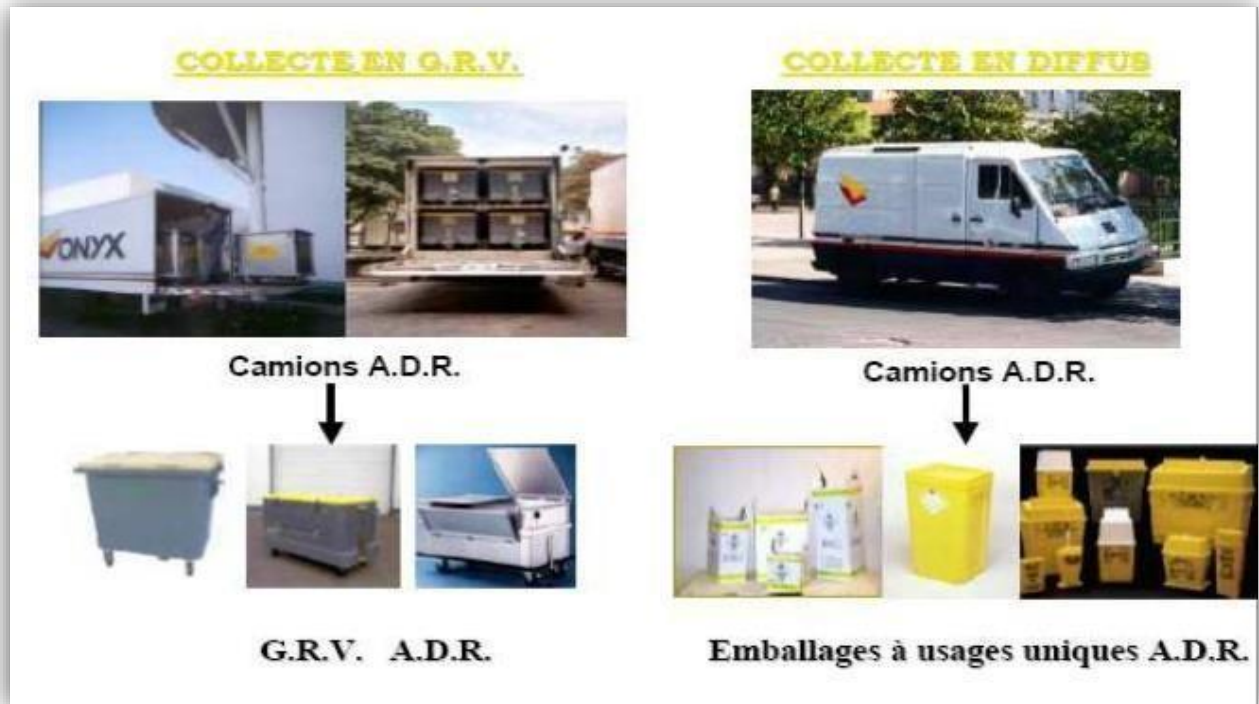 COLLECTE EN G.R.V.
COLLECTE EN DIFFUS
ONYX
Camions A.D.R.
Camions A.D.R.
G.R.V. A.D.R.
Emballages à usages uniques A.D.R.